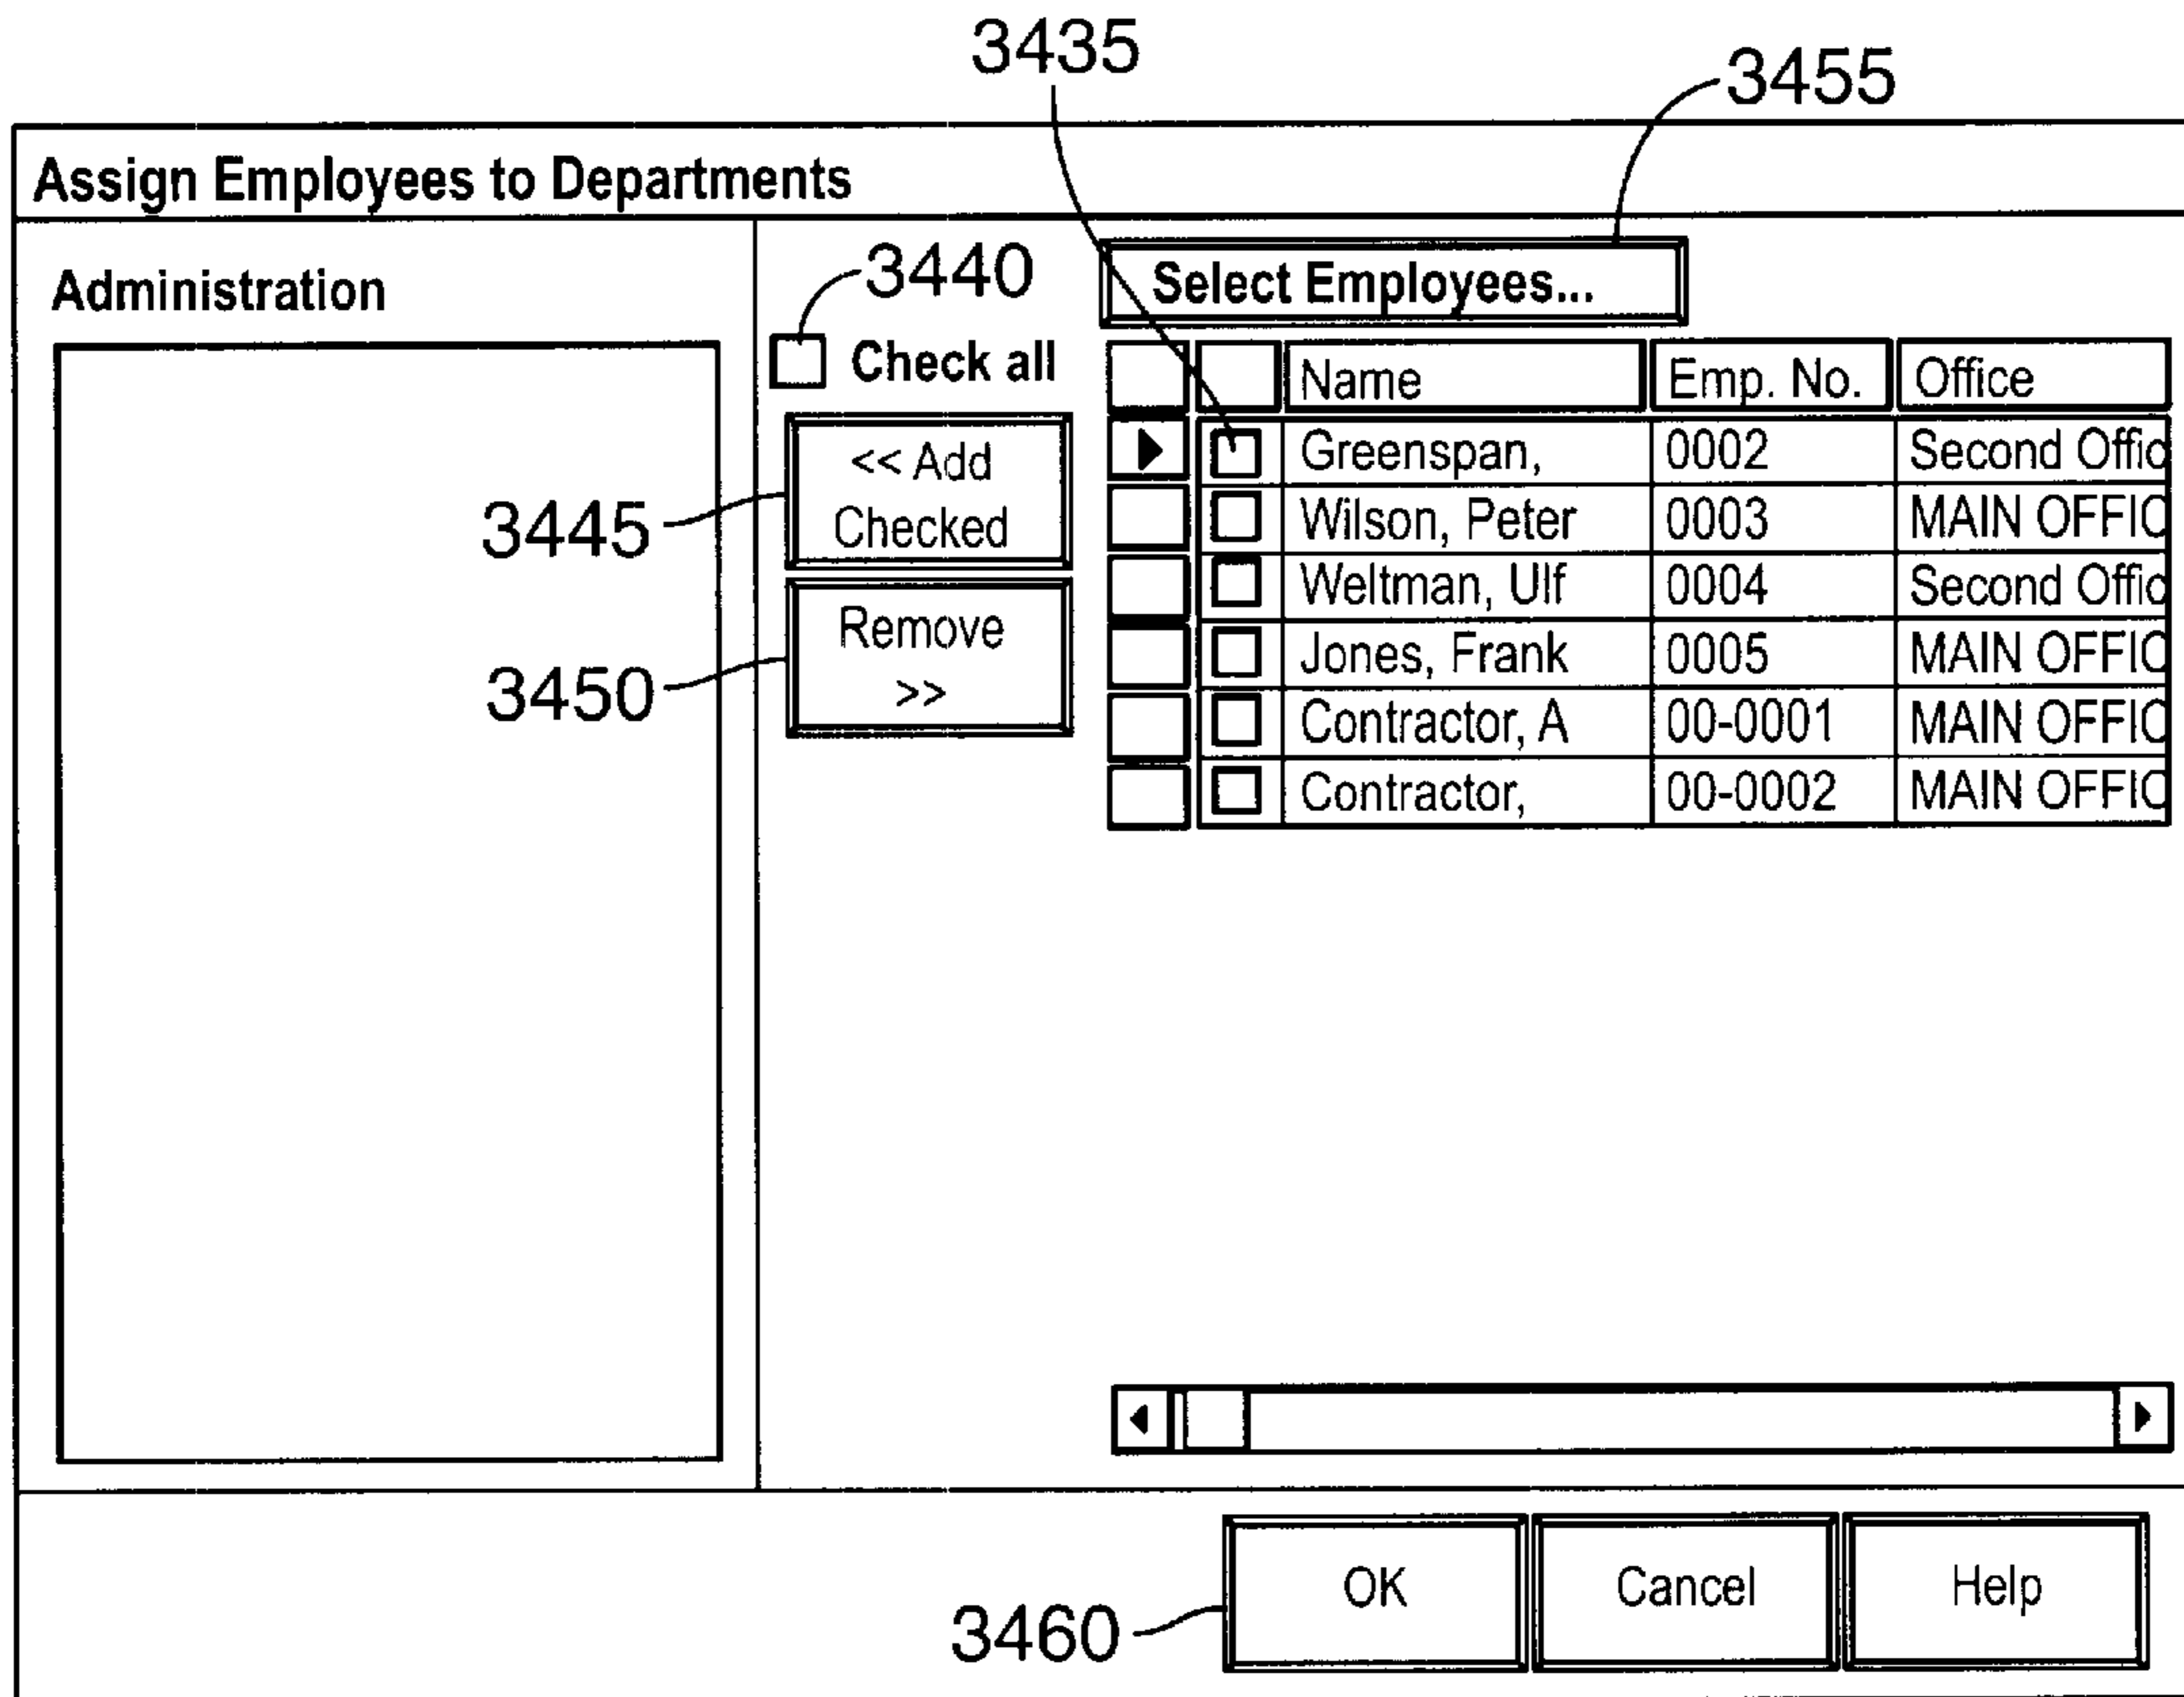 3435
3455
Assign Employees to Departments
Administration
3440
Select Employees...
Check all
Name Emp. No. Office
<< Add
Checked
3445
Remove
>>
3450
Greenspan, 0002 Second Offic
Wilson, Peter 0003 MAIN OFFIC
Weltman, Ulf 0004 Second Offic
Jones, Frank 0005 MAIN OFFIC
Contractor, A 00-0001 MAIN OFFIC
Contractor, 00-0002 MAIN OFFIC
OK Cancel Help
3460